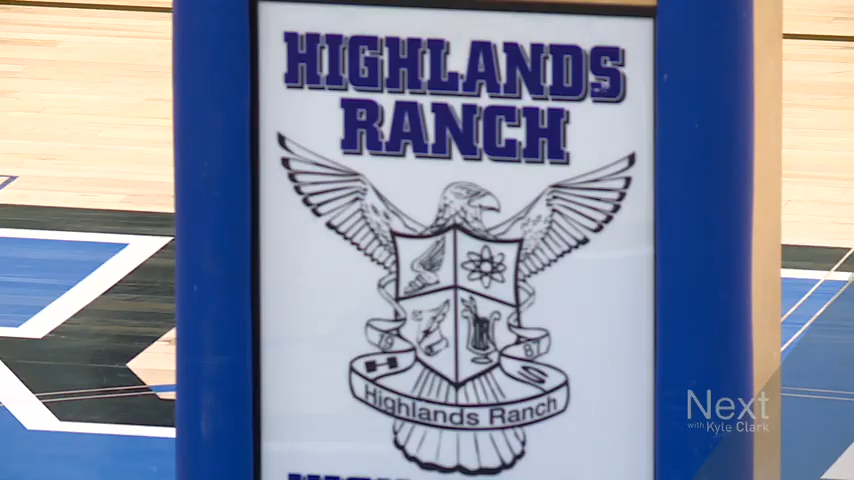 HIGHLANDS
RANCH
19
87
H
S
Highlands Ranch
Next
with Kyle Clark